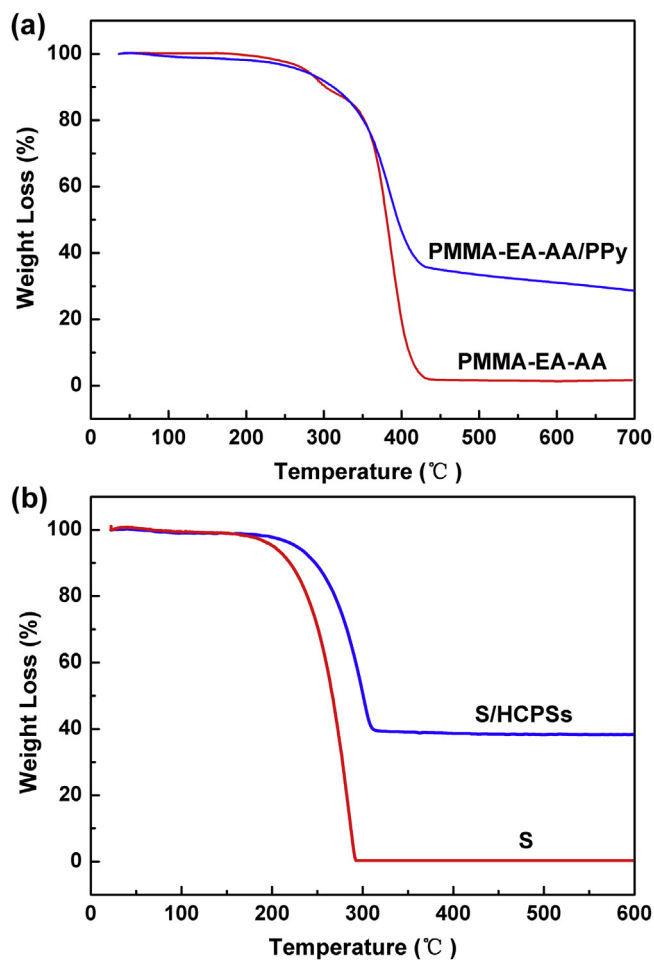 (a)
100
80
60
40
20
0
Weight Loss (%)
PMMA-EA-AA/PPy
PMMA-EA-AA
0 100 200 300 400 500 600 700
Temperature (℃ )
(b)
100
80
60
40
20
0
Weight Loss (%)
S/HCPSs
S
0 100 200 300 400 500 600
Temperature (℃ )